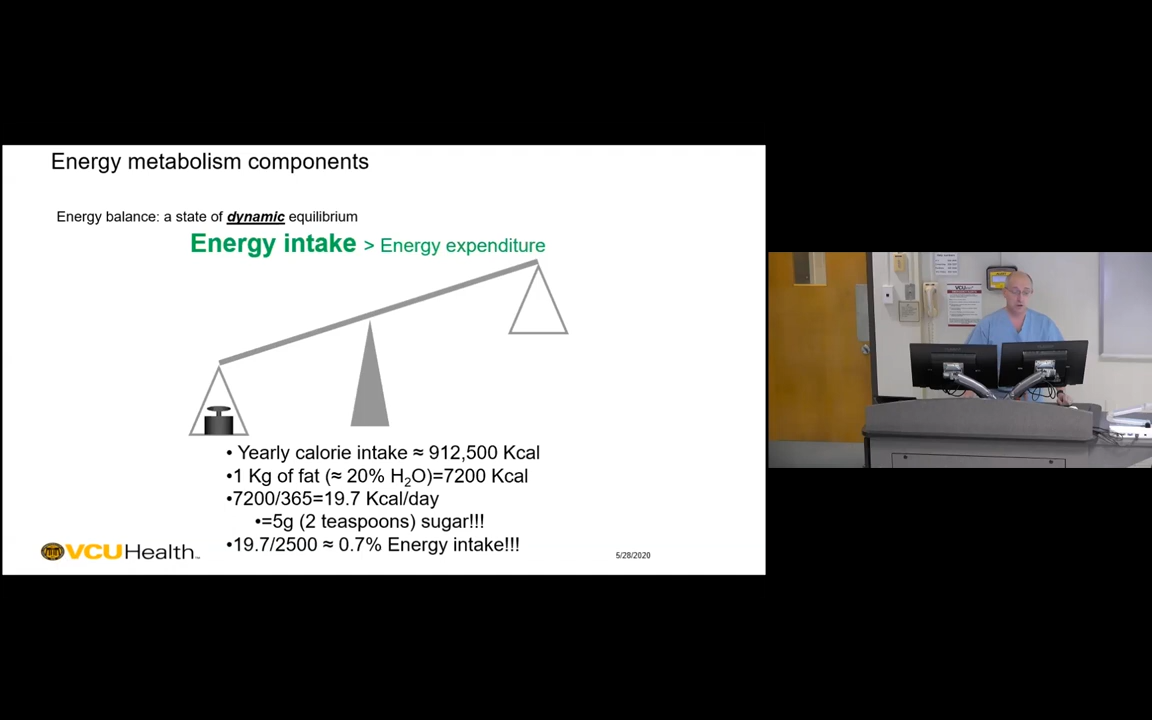 Energy metabolism components
Energy balance: a state of dynamic equilibrium
Energy intake > Energy expenditure
• Yearly calorie intake ≈ 912,500 Kcal
•1 Kg of fat (≈ 20% H₂O)=7200 Kcal
•7200/365=19.7 Kcal/day
•=5g (2 teaspoons) sugar!!!
•19.7/2500 ≈ 0.7% Energy intake!!!
VCUHealth™
5/28/2020
VCU